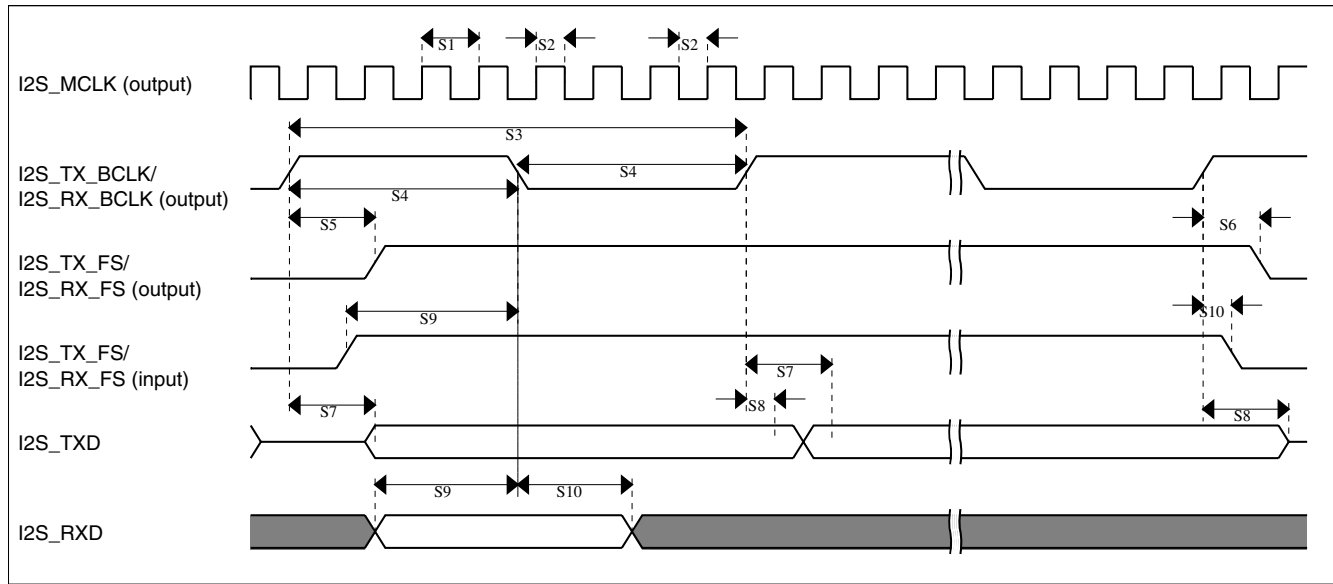 S1 S2 S2
I2S_MCLK (output)
S3
I2S_TX_BCLK/
I2S_RX_BCLK (output)
S4
S4
S5
S6
I2S_TX_FS/
I2S_RX_FS (output)
S9
S10
I2S_TX_FS/
I2S_RX_FS (input)
S7
S7
S8
S8
I2S_TXD
S9 S10
I2S_RXD